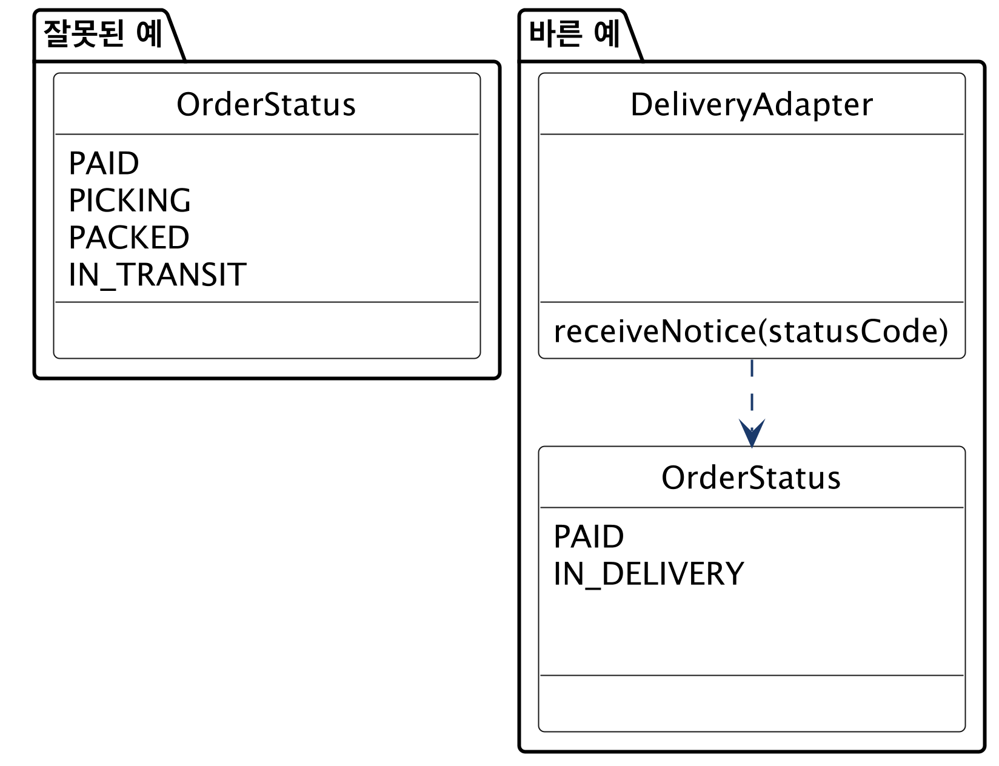 잘못된 예
OrderStatus
PAID
PICKING
PACKED
IN_TRANSIT
바른 예
DeliveryAdapter
receiveNotice(statusCode)
OrderStatus
PAID
IN_DELIVERY